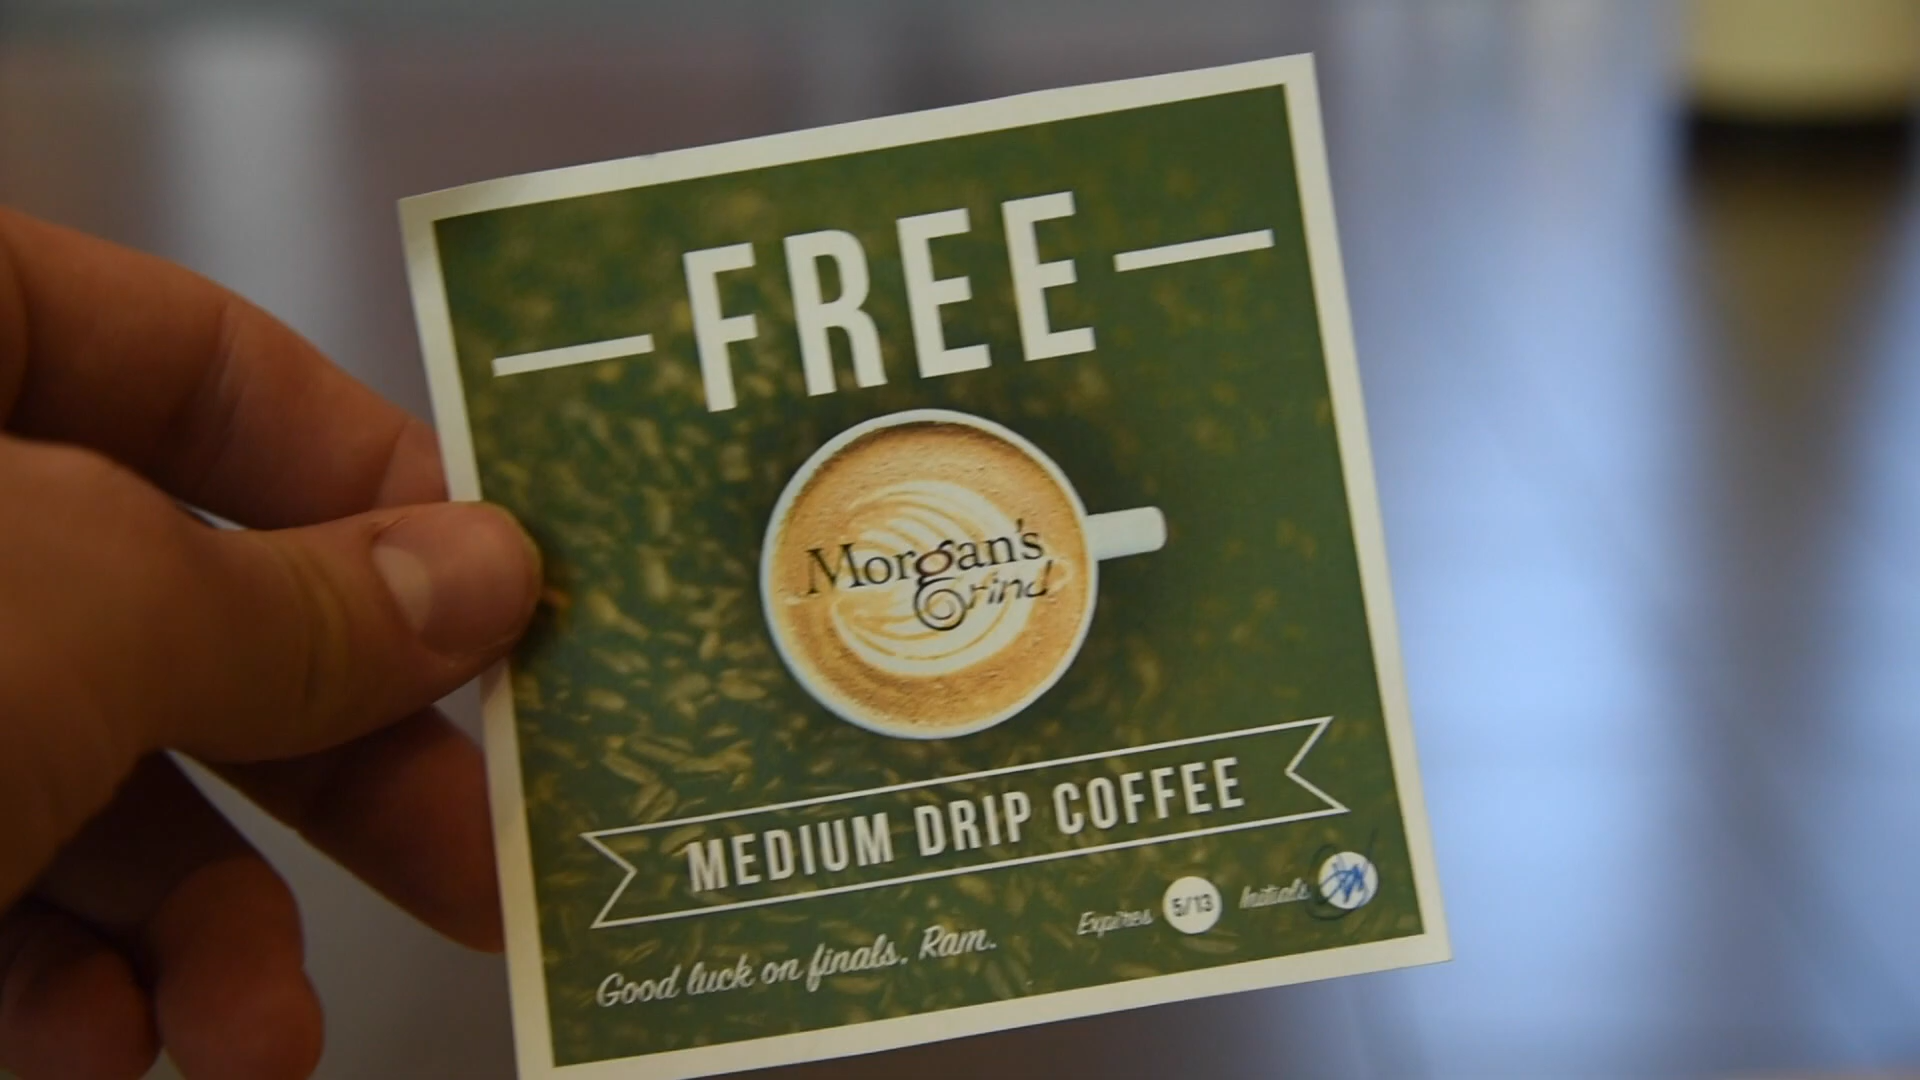 FREE
Morgan's
Grind
MEDIUM DRIP COFFEE
Expires 5/13 Initials
Good luck on finals, Ram.